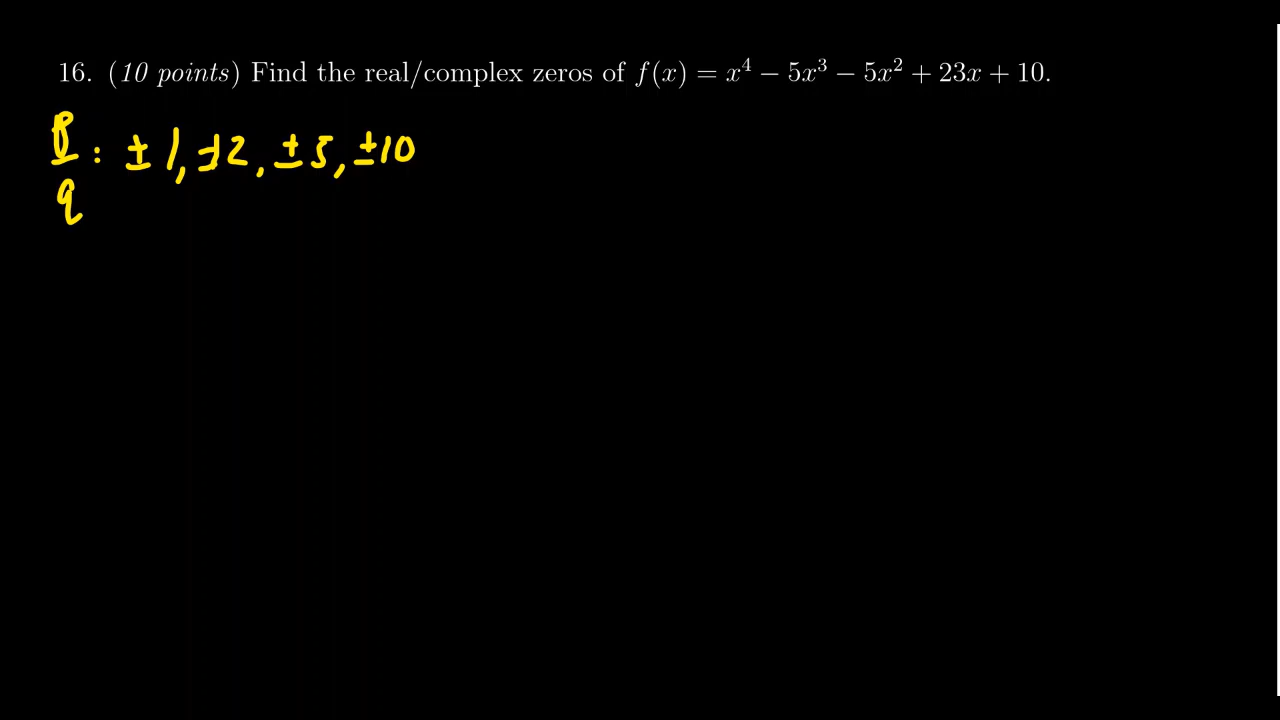 16. (10 points) Find the real/complex zeros of f(x) = x⁴ − 5x³ − 5x² + 23x + 10.
p/q : ± 1, ±2, ± 5, ±10